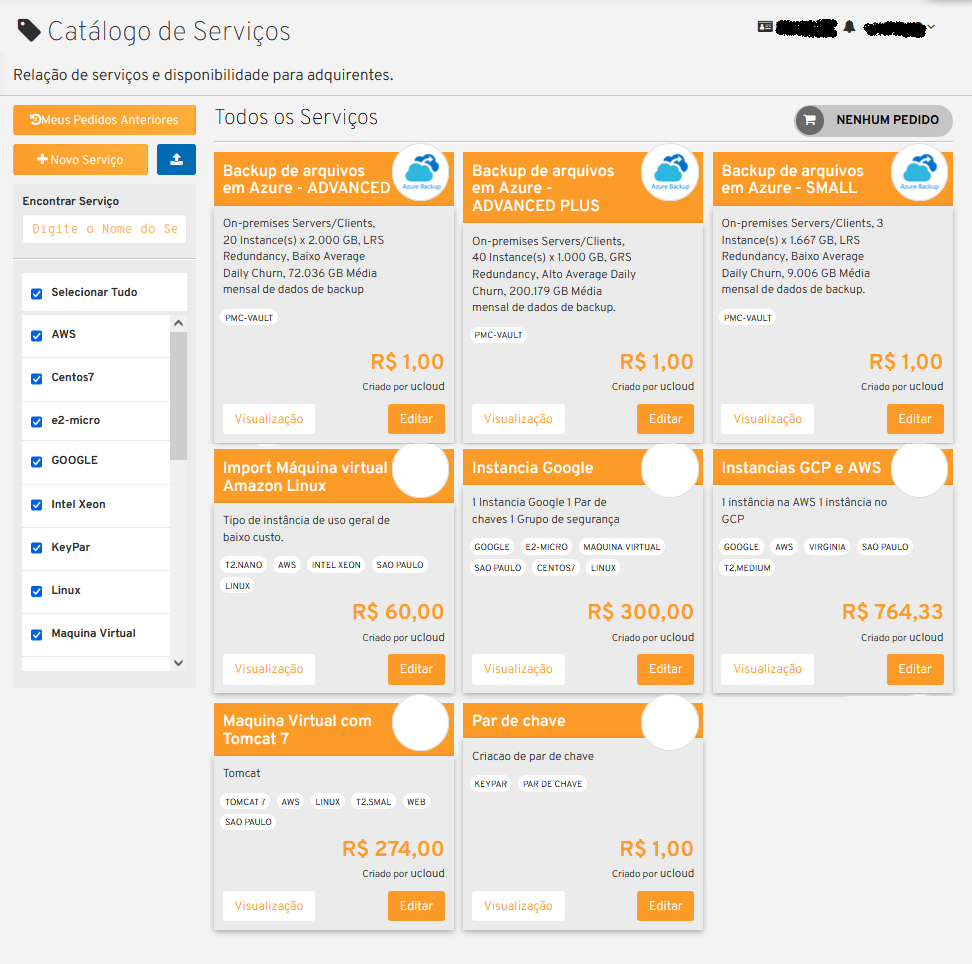 Catálogo de Serviços
Relação de serviços e disponibilidade para adquirentes.
Meus Pedidos Anteriores
Novo Serviço
Encontrar Serviço
Digite o Nome do Se
Selecionar Tudo
AWS
Centos7
e2-micro
GOOGLE
Intel Xeon
KeyPar
Linux
Maquina Virtual
Todos os Serviços
NENHUM PEDIDO
Backup de arquivos
em Azure - ADVANCED
Azure Backup
On-premises Servers/Clients,
20 Instance(s) x 2.000 GB, LRS
Redundancy, Baixo Average
Daily Churn, 72.036 GB Média
mensal de dados de backup
PMC-VAULT
R$ 1,00
Criado por ucloud
Visualização
Editar
Backup de arquivos
em Azure -
ADVANCED PLUS
Azure Backup
On-premises Servers/Clients,
40 Instance(s) x 1.000 GB, GRS
Redundancy, Alto Average Daily
Churn, 200.179 GB Média
mensal de dados de backup.
PMC-VAULT
R$ 1,00
Criado por ucloud
Visualização
Editar
Backup de arquivos
em Azure - SMALL
Azure Backup
On-premises Servers/Clients, 3
Instance(s) x 1.667 GB, LRS
Redundancy, Baixo Average
Daily Churn, 9.006 GB Média
mensal de dados de backup.
PMC-VAULT
R$ 1,00
Criado por ucloud
Visualização
Editar
Import Máquina virtual
Amazon Linux
Tipo de instância de uso geral de
baixo custo.
T2.NANO AWS INTEL XEON SAO PAULO
LINUX
R$ 60,00
Criado por ucloud
Visualização
Editar
Instancia Google
1 Instancia Google 1 Par de
chaves 1 Grupo de segurança
GOOGLE E2-MICRO MAQUINA VIRTUAL
SAO PAULO CENTOS7 LINUX
R$ 300,00
Criado por ucloud
Visualização
Editar
Instancias GCP e AWS
1 instância na AWS 1 instância no
GCP
GOOGLE AWS VIRGINIA SAO PAULO
T2.MEDIUM
R$ 764,33
Criado por ucloud
Visualização
Editar
Maquina Virtual com
Tomcat 7
Tomcat
TOMCAT 7 AWS LINUX T2.SMAL WEB
SAO PAULO
R$ 274,00
Criado por ucloud
Visualização
Editar
Par de chave
Criacao de par de chave
KEYPAR PAR DE CHAVE
R$ 1,00
Criado por ucloud
Visualização
Editar